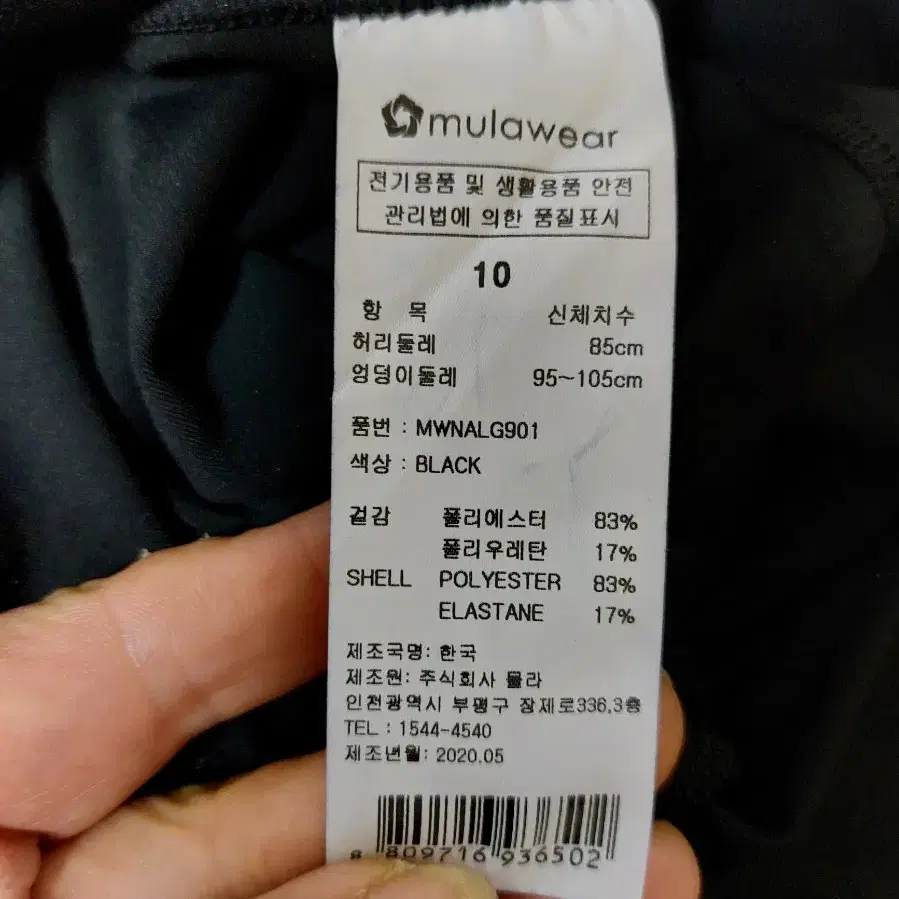 mulawear
전기용품 및 생활용품 안전
관리법에 의한 품질표시
10
항 목 신체치수
허리둘레 85cm
엉덩이둘레 95~105cm
품번 : MWNALG901
색상 : BLACK
겉감 폴리에스터 83%
폴리우레탄 17%
SHELL POLYESTER 83%
ELASTANE 17%
제조국명: 한국
제조원: 주식회사 물라
인천광역시 부평구 장제로336,3층
TEL : 1544-4540
제조년월: 2020.05
8 809716 936502